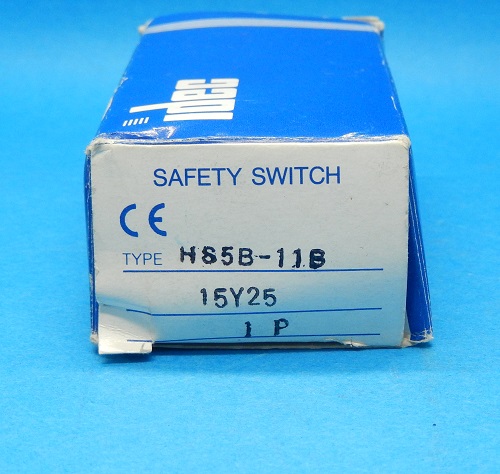 idec
SAFETY SWITCH
CE
TYPE HS5B-11B
15Y25
1 P